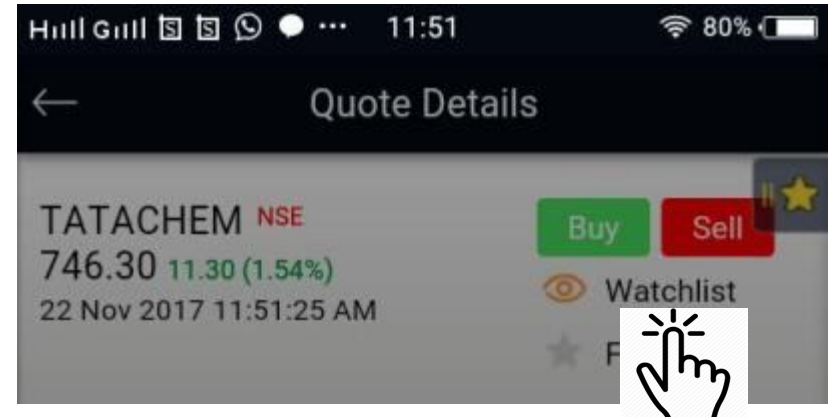 11:51 80%
Quote Details
TATACHEM NSE
746.30 11.30 (1.54%)
22 Nov 2017 11:51:25 AM
Buy Sell
Watchlist